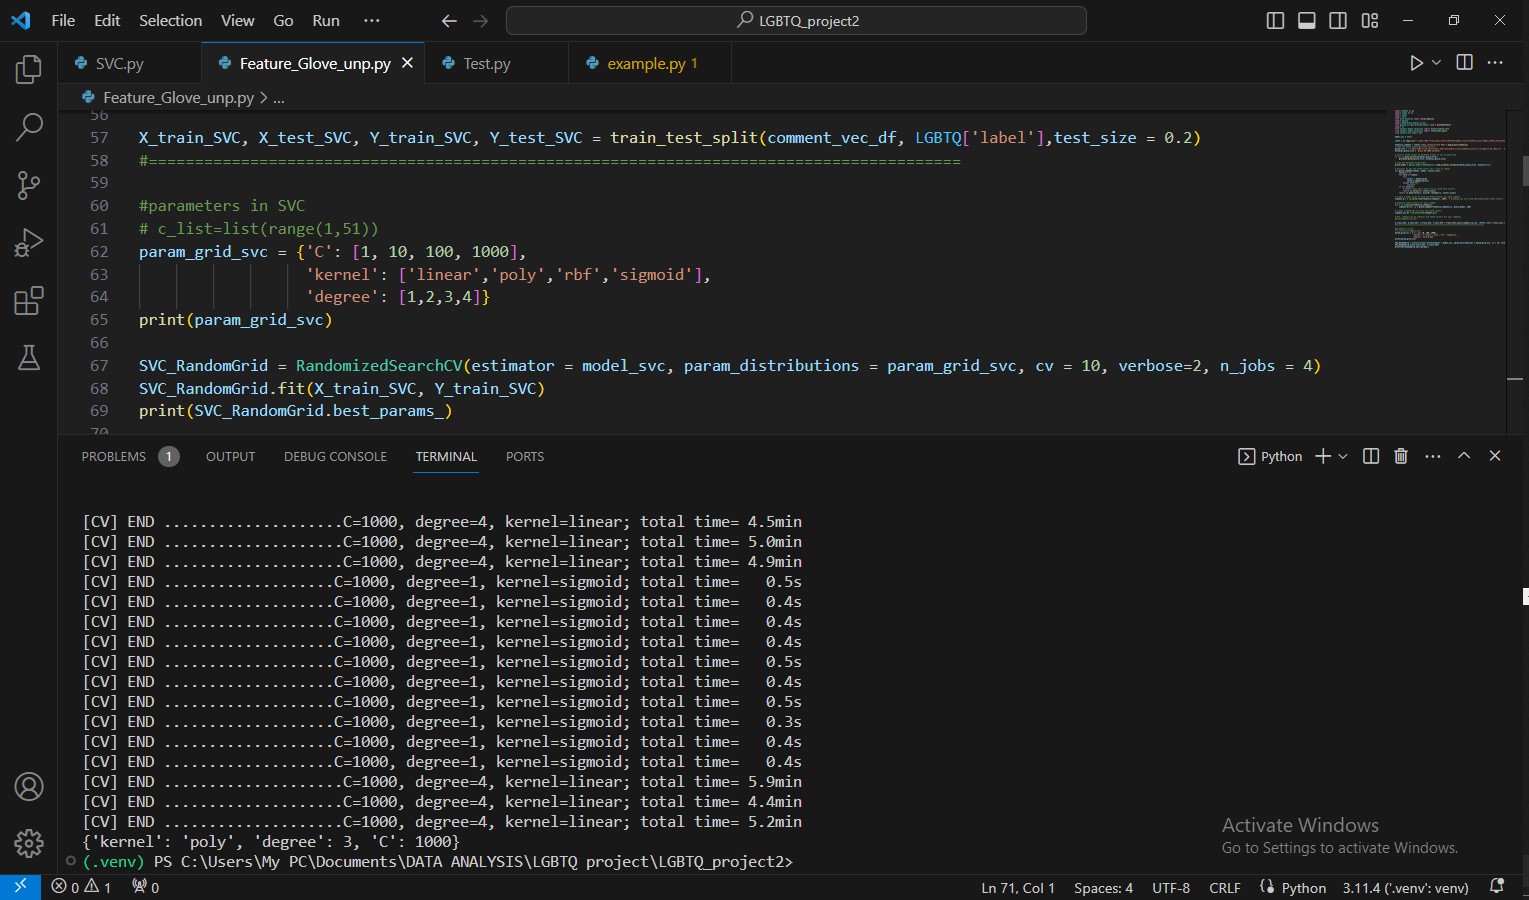 File Edit Selection View Go Run ··· LGBTQ_project2
SVC.py Feature_Glove_unp.py Test.py example.py 1
Feature_Glove_unp.py > ...
56
57 X_train_SVC, X_test_SVC, Y_train_SVC, Y_test_SVC = train_test_split(comment_vec_df, LGBTQ['label'],test_size = 0.2)
58 #========================================================================================
59
60 #parameters in SVC
61 # c_list=list(range(1,51))
62 param_grid_svc = {'C': [1, 10, 100, 1000],
63 'kernel': ['linear','poly','rbf','sigmoid'],
64 'degree': [1,2,3,4]}
65 print(param_grid_svc)
66
67 SVC_RandomGrid = RandomizedSearchCV(estimator = model_svc, param_distributions = param_grid_svc, cv = 10, verbose=2, n_jobs = 4)
68 SVC_RandomGrid.fit(X_train_SVC, Y_train_SVC)
69 print(SVC_RandomGrid.best_params_)
70
PROBLEMS 1 OUTPUT DEBUG CONSOLE TERMINAL PORTS Python
[CV] END ....................C=1000, degree=4, kernel=linear; total time= 4.5min
[CV] END ....................C=1000, degree=4, kernel=linear; total time= 5.0min
[CV] END ....................C=1000, degree=4, kernel=linear; total time= 4.9min
[CV] END ...................C=1000, degree=1, kernel=sigmoid; total time=   0.5s
[CV] END ...................C=1000, degree=1, kernel=sigmoid; total time=   0.4s
[CV] END ...................C=1000, degree=1, kernel=sigmoid; total time=   0.4s
[CV] END ...................C=1000, degree=1, kernel=sigmoid; total time=   0.4s
[CV] END ...................C=1000, degree=1, kernel=sigmoid; total time=   0.5s
[CV] END ...................C=1000, degree=1, kernel=sigmoid; total time=   0.4s
[CV] END ...................C=1000, degree=1, kernel=sigmoid; total time=   0.5s
[CV] END ...................C=1000, degree=1, kernel=sigmoid; total time=   0.3s
[CV] END ...................C=1000, degree=1, kernel=sigmoid; total time=   0.4s
[CV] END ...................C=1000, degree=1, kernel=sigmoid; total time=   0.4s
[CV] END ....................C=1000, degree=4, kernel=linear; total time= 5.9min
[CV] END ....................C=1000, degree=4, kernel=linear; total time= 4.4min
[CV] END ....................C=1000, degree=4, kernel=linear; total time= 5.2min
{'kernel': 'poly', 'degree': 3, 'C': 1000}
(.venv) PS C:\Users\My PC\Documents\DATA ANALYSIS\LGBTQ project\LGBTQ_project2>
Activate Windows
Go to Settings to activate Windows.
0 1 0 Ln 71, Col 1 Spaces: 4 UTF-8 CRLF Python 3.11.4 ('.venv': venv)